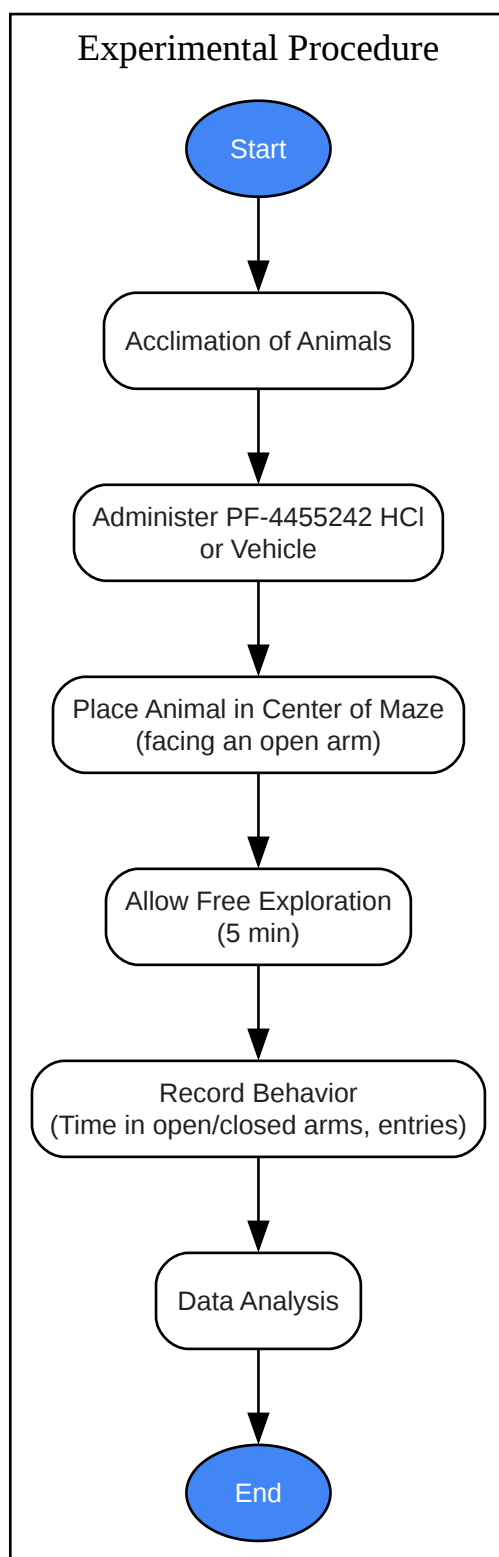 Experimental Procedure
Start
Acclimation of Animals
Administer PF-4455242 HCl
or Vehicle
Place Animal in Center of Maze
(facing an open arm)
Allow Free Exploration
(5 min)
Record Behavior
(Time in open/closed arms, entries)
Data Analysis
End